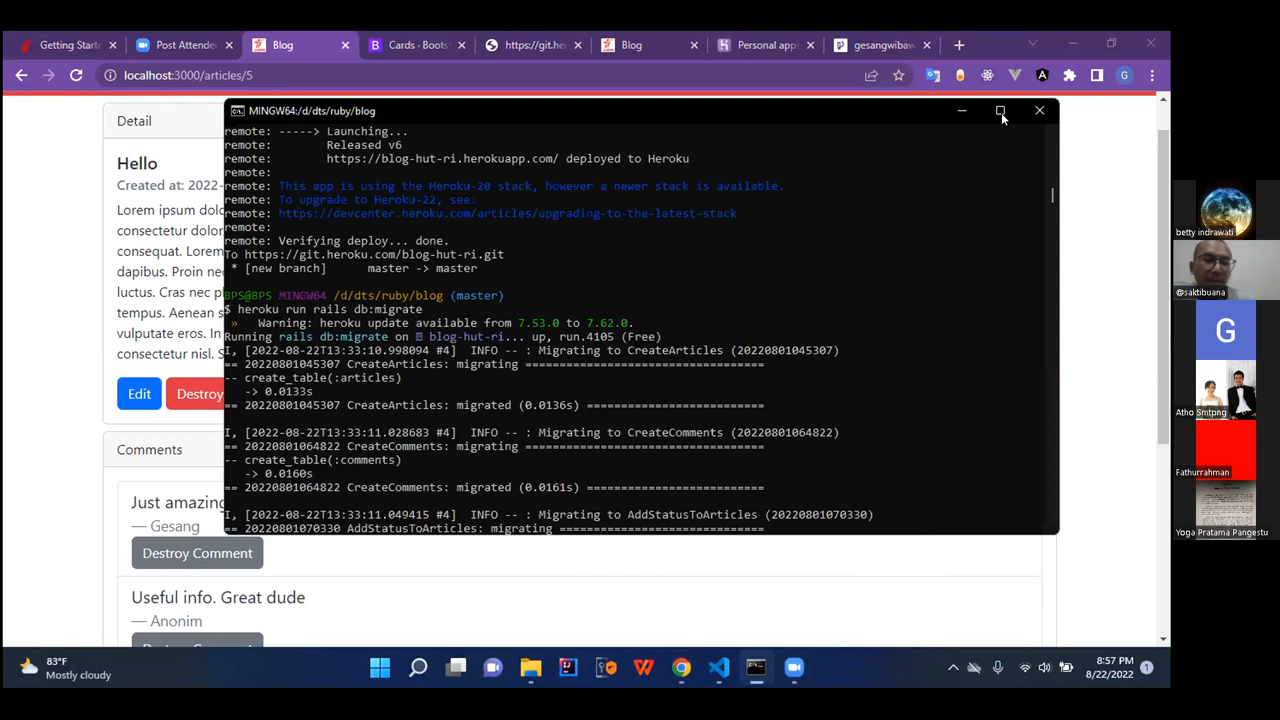 Getting Starte
Post Attende
Blog
Cards · Boots
https://git.he
Blog
Personal apps
gesangwibaw
localhost:3000/articles/5
G
Detail
Hello
Created at: 2022-
Lorem ipsum dolo
consectetur dolor
Lorem ipsum dolo
consectetur
dapibus. Proin nec
luctus. Cras nec p
tempus. Aenean s
vulputate eros in
tincidunt nisl. S
Edit
Destroy
Comments
Just amazing
— Gesang
Destroy Comment
Useful info. Great dude
— Anonim
MINGW64:/d/dts/ruby/blog
remote: -----> Launching...
remote:        Released v6
remote:        https://blog-hut-ri.herokuapp.com/ deployed to Heroku
remote:
remote: This app is using the Heroku-20 stack, however a newer stack is available.
remote: To upgrade to Heroku-22, see:
remote: https://devcenter.heroku.com/articles/upgrading-to-the-latest-stack
remote:
remote: Verifying deploy... done.
To https://git.heroku.com/blog-hut-ri.git
* [new branch]      master -> master
BPS@BPS MINGW64 /d/dts/ruby/blog (master)
$ heroku run rails db:migrate
»   Warning: heroku update available from 7.53.0 to 7.62.0.
Running rails db:migrate on blog-hut-ri... up, run.4105 (Free)
I, [2022-08-22T13:33:10.998094 #4]  INFO -- : Migrating to CreateArticles (20220801045307)
== 20220801045307 CreateArticles: migrating ===================================
-- create_table(:articles)
-> 0.0133s
== 20220801045307 CreateArticles: migrated (0.0136s) ==========================
I, [2022-08-22T13:33:11.028683 #4]  INFO -- : Migrating to CreateComments (20220801064822)
== 20220801064822 CreateComments: migrating ===================================
-- create_table(:comments)
-> 0.0160s
== 20220801064822 CreateComments: migrated (0.0161s) ==========================
I, [2022-08-22T13:33:11.049415 #4]  INFO -- : Migrating to AddStatusToArticles (20220801070330)
== 20220801070330 AddStatusToArticles: migrating ==============================
betty indrawati
@saktibuana
G
Atho Smtpng
Fathurrahman
Yoga Pratama Pangestu
83°F
Mostly cloudy
8:57 PM
8/22/2022
1